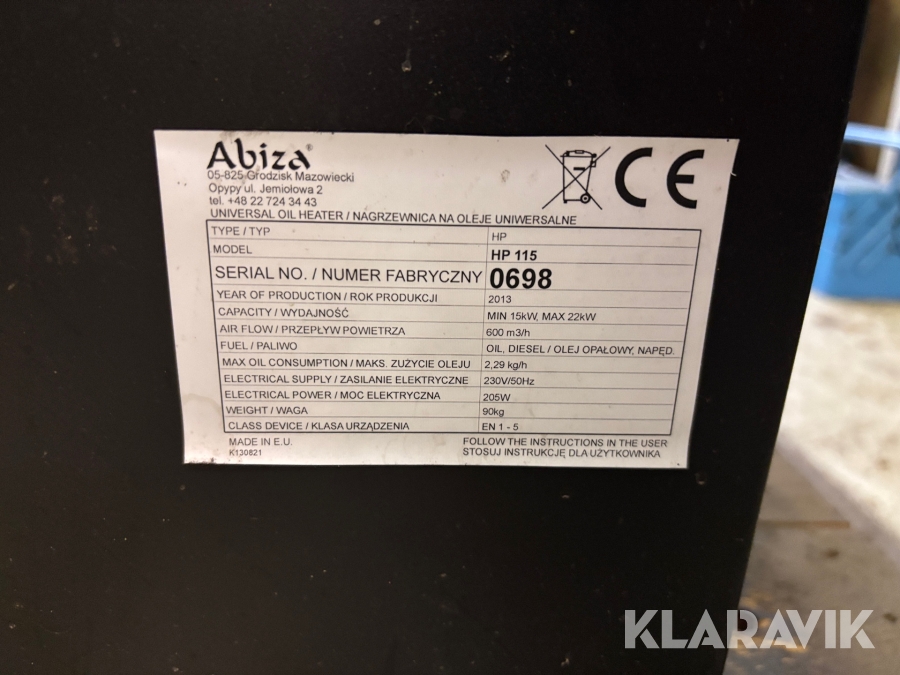 Abiza®
05-825 Grodzisk Mazowiecki
Opypy ul. Jemiołowa 2
tel. +48 22 724 34 43
CE
UNIVERSAL OIL HEATER / NAGRZEWNICA NA OLEJE UNIWERSALNE
TYPE / TYP HP
MODEL HP 115
SERIAL NO. / NUMER FABRYCZNY 0698
YEAR OF PRODUCTION / ROK PRODUKCJI 2013
CAPACITY / WYDAJNOŚĆ MIN 15kW, MAX 22kW
AIR FLOW / PRZEPŁYW POWIETRZA 600 m3/h
FUEL / PALIWO OIL, DIESEL / OLEJ OPAŁOWY, NAPĘD.
MAX OIL CONSUMPTION / MAKS. ZUŻYCIE OLEJU 2,29 kg/h
ELECTRICAL SUPPLY / ZASILANIE ELEKTRYCZNE 230V/50Hz
ELECTRICAL POWER / MOC ELEKTRYCZNA 205W
WEIGHT / WAGA 90kg
CLASS DEVICE / KLASA URZĄDZENIA EN 1 - 5
MADE IN E.U. FOLLOW THE INSTRUCTIONS IN THE USER
K130821 STOSUJ INSTRUKCJĘ DLA UŻYTKOWNIKA
KLARAVIK